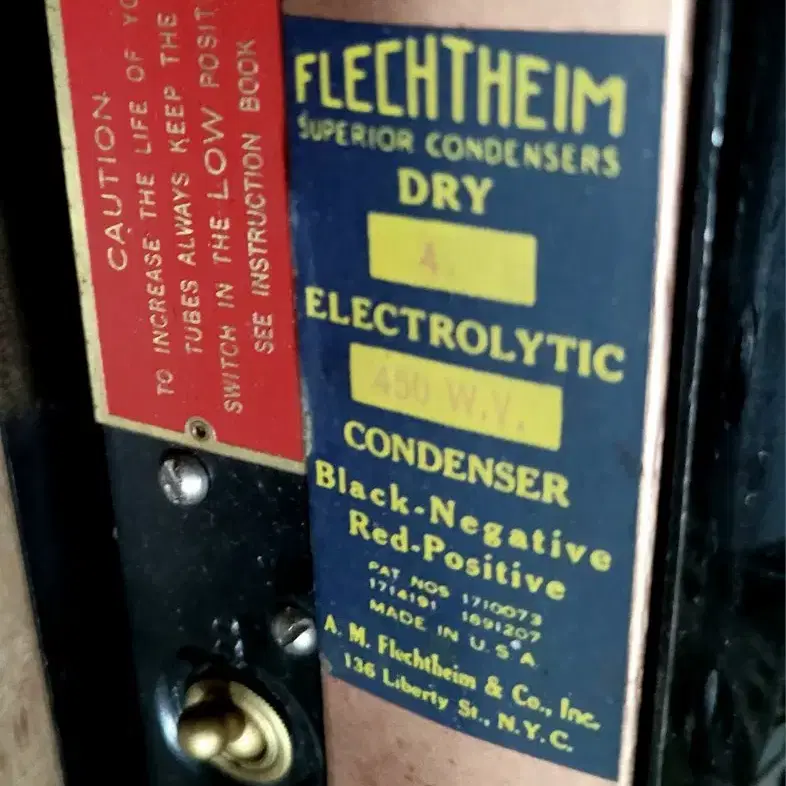 CAUTION
TO INCREASE THE LIFE OF
TUBES ALWAYS KEEP THE
SWITCH IN THE LOW POSIT
SEE INSTRUCTION BOOK
FLECHTHEIM
SUPERIOR CONDENSERS
DRY
4.
ELECTROLYTIC
450 W.V.
CONDENSER
Black-Negative
Red-Positive
PAT NOS 1710073
1714191 1891207
MADE IN U.S.A
A. M. Flechtheim & Co., Inc.
136 Liberty St., N.Y.C.